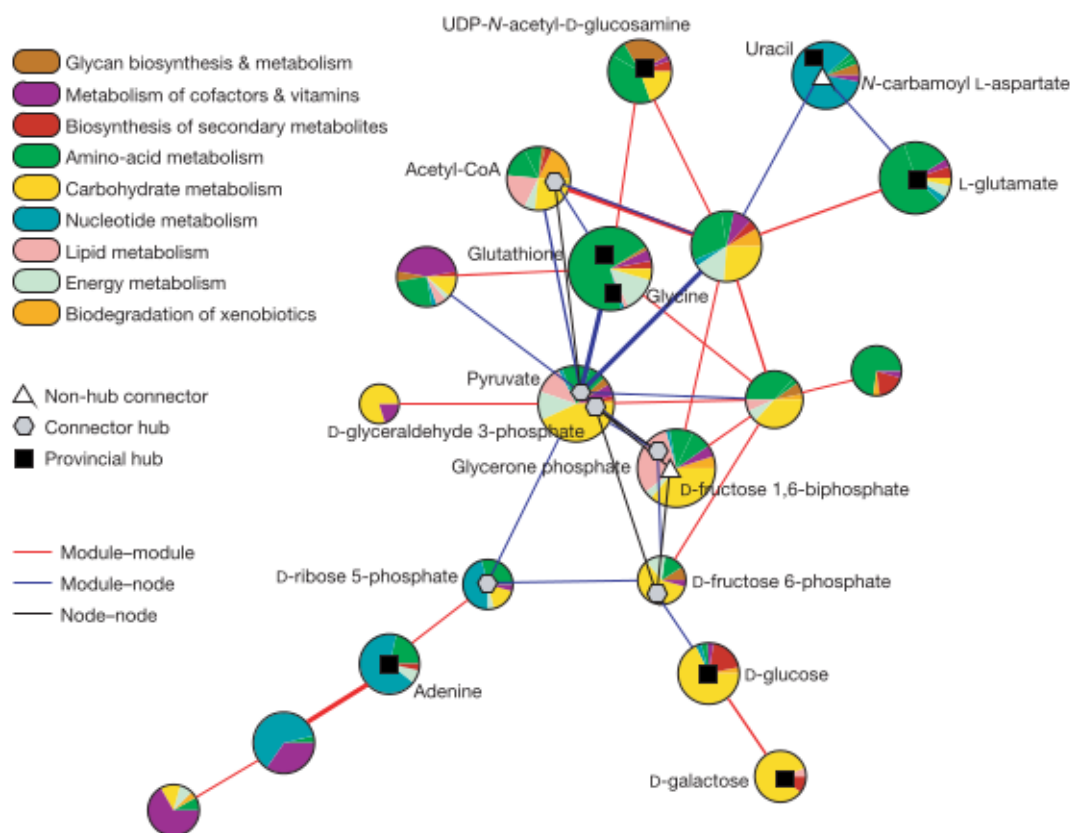 UDP-N-acetyl-D-glucosamine
Uracil
N-carbamoyl L-aspartate
Glycan biosynthesis & metabolism
Metabolism of cofactors & vitamins
Biosynthesis of secondary metabolites
Amino-acid metabolism
Carbohydrate metabolism
Nucleotide metabolism
Lipid metabolism
Energy metabolism
Biodegradation of xenobiotics
Acetyl-CoA
L-glutamate
Glutathione
Glycine
Pyruvate
Non-hub connector
Connector hub
Provincial hub
D-glyceraldehyde 3-phosphate
Glycerone phosphate
D-fructose 1,6-biphosphate
Module–module
Module–node
Node–node
D-ribose 5-phosphate
D-fructose 6-phosphate
Adenine
D-glucose
D-galactose